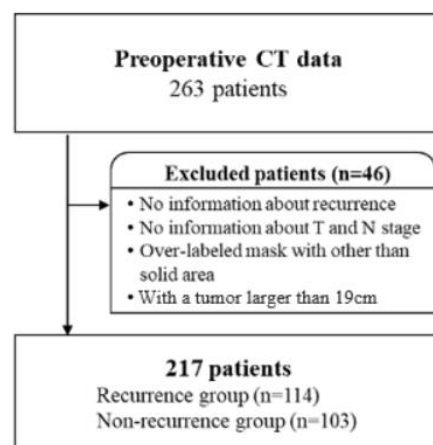 Preoperative CT data
263 patients
Excluded patients (n=46)
• No information about recurrence
• No information about T and N stage
• Over-labeled mask with other than
solid area
• With a tumor larger than 19cm
217 patients
Recurrence group (n=114)
Non-recurrence group (n=103)